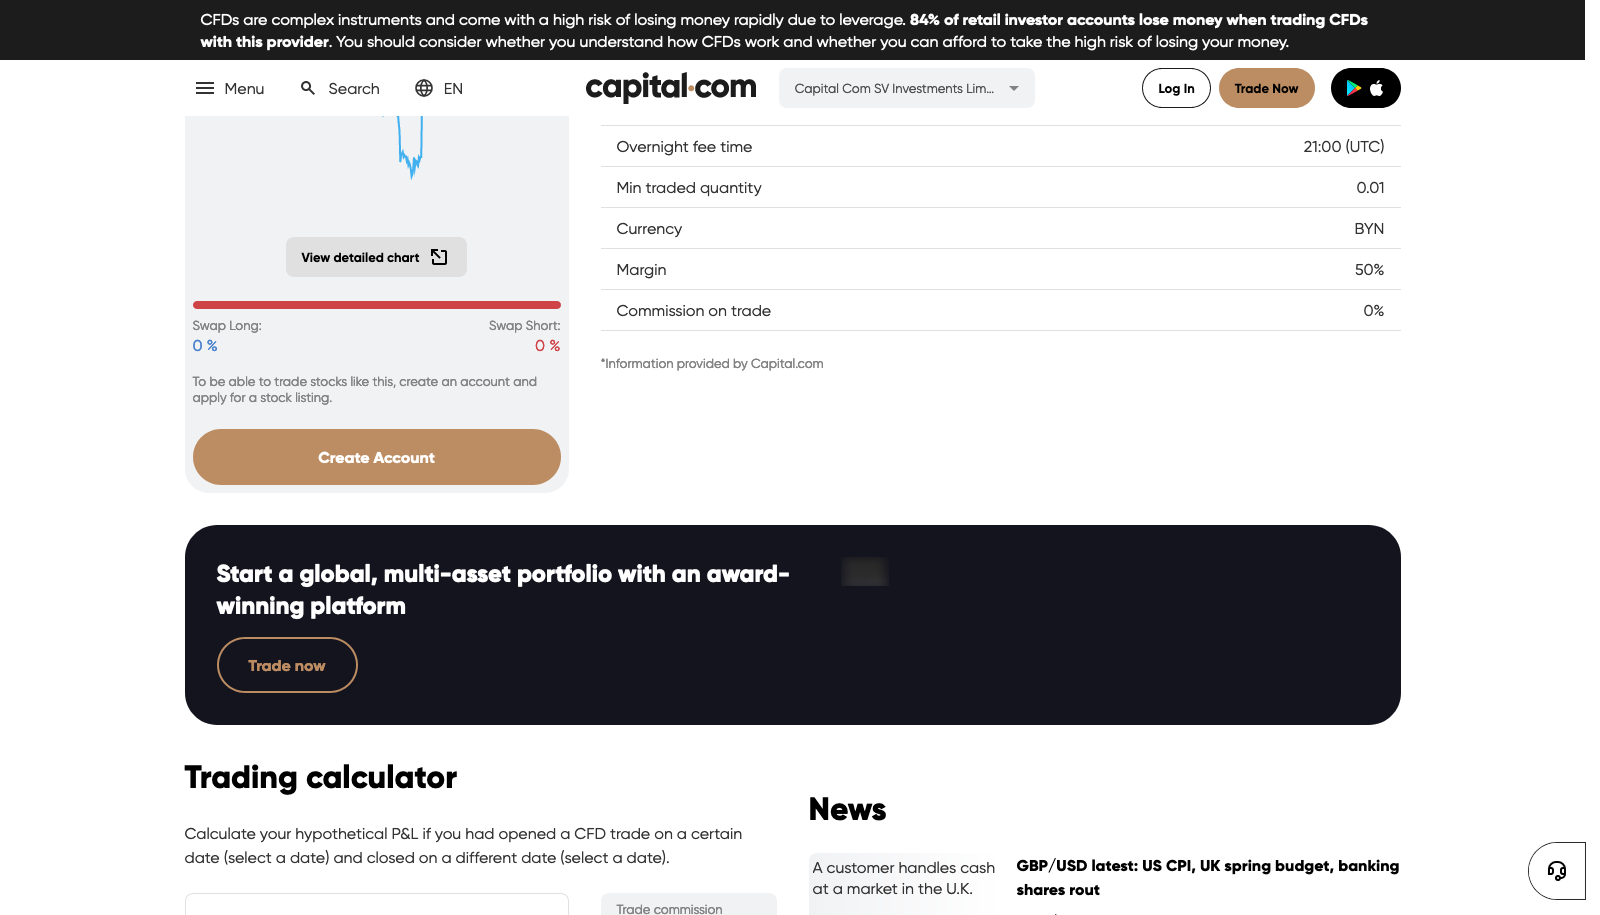 CFDs are complex instruments and come with a high risk of losing money rapidly due to leverage. 84% of retail investor accounts lose money when trading CFDs
with this provider. You should consider whether you understand how CFDs work and whether you can afford to take the high risk of losing your money.
Menu
Search
EN
capital.com
Capital Com SV Investments Lim...
Log In
Trade Now
Overnight fee time 21:00 (UTC)
Min traded quantity 0.01
Currency BYN
Margin 50%
Commission on trade 0%
*Information provided by Capital.com
View detailed chart
Swap Long: Swap Short:
0 % 0 %
To be able to trade stocks like this, create an account and
apply for a stock listing.
Create Account
Start a global, multi-asset portfolio with an award-
winning platform
Trade now
Trading calculator
Calculate your hypothetical P&L if you had opened a CFD trade on a certain
date (select a date) and closed on a different date (select a date).
Trade commission
News
A customer handles cash
at a market in the U.K.
GBP/USD latest: US CPI, UK spring budget, banking
shares rout